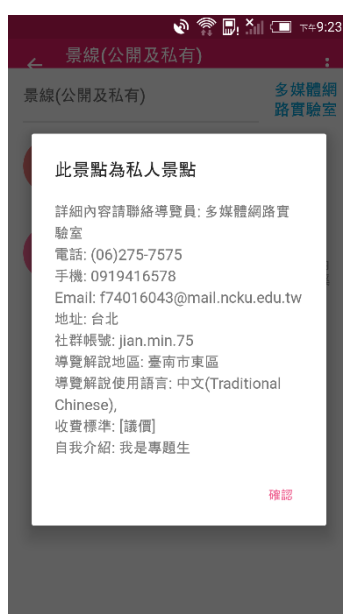 下午9:23
景線(公開及私有)
景線(公開及私有)
多媒體網
路實驗室
此景點為私人景點
詳細內容請聯絡導覽員: 多媒體網路實
驗室
電話: (06)275-7575
手機: 0919416578
Email: f74016043@mail.ncku.edu.tw
地址: 台北
社群帳號: jian.min.75
導覽解說地區: 臺南市東區
導覽解說使用語言: 中文(Traditional
Chinese),
收費標準: [議價]
自我介紹: 我是專題生
確認